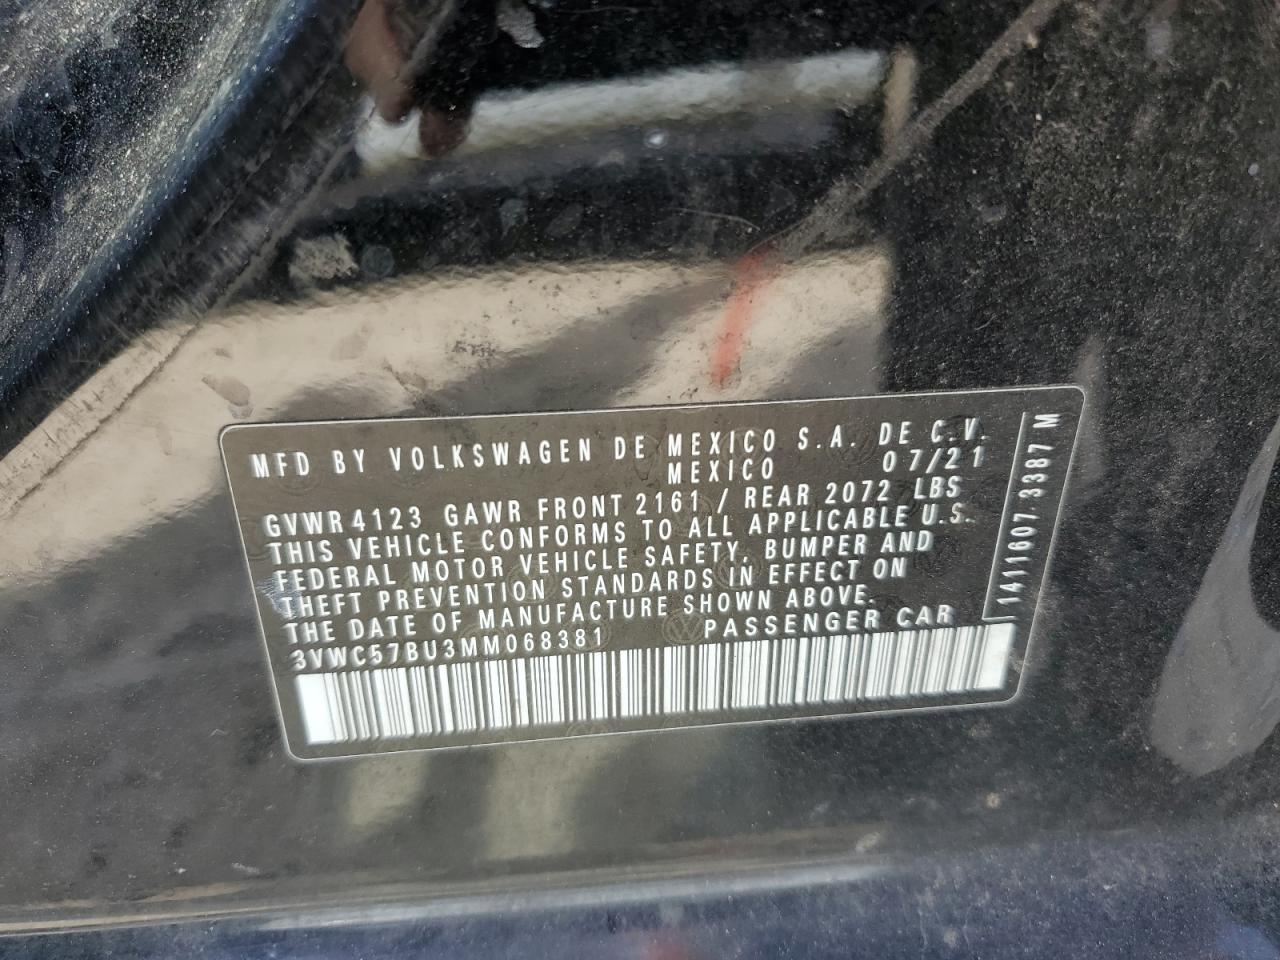 MFD BY VOLKSWAGEN DE MEXICO S.A. DE C.V.
MEXICO 07/21
GVWR 4123 GAWR FRONT 2161 / REAR 2072 LBS
THIS VEHICLE CONFORMS TO ALL APPLICABLE U.S.
FEDERAL MOTOR VEHICLE SAFETY, BUMPER AND
THEFT PREVENTION STANDARDS IN EFFECT ON
THE DATE OF MANUFACTURE SHOWN ABOVE.
3VWC57BU3MM068381 PASSENGER CAR
1411607.3387 M